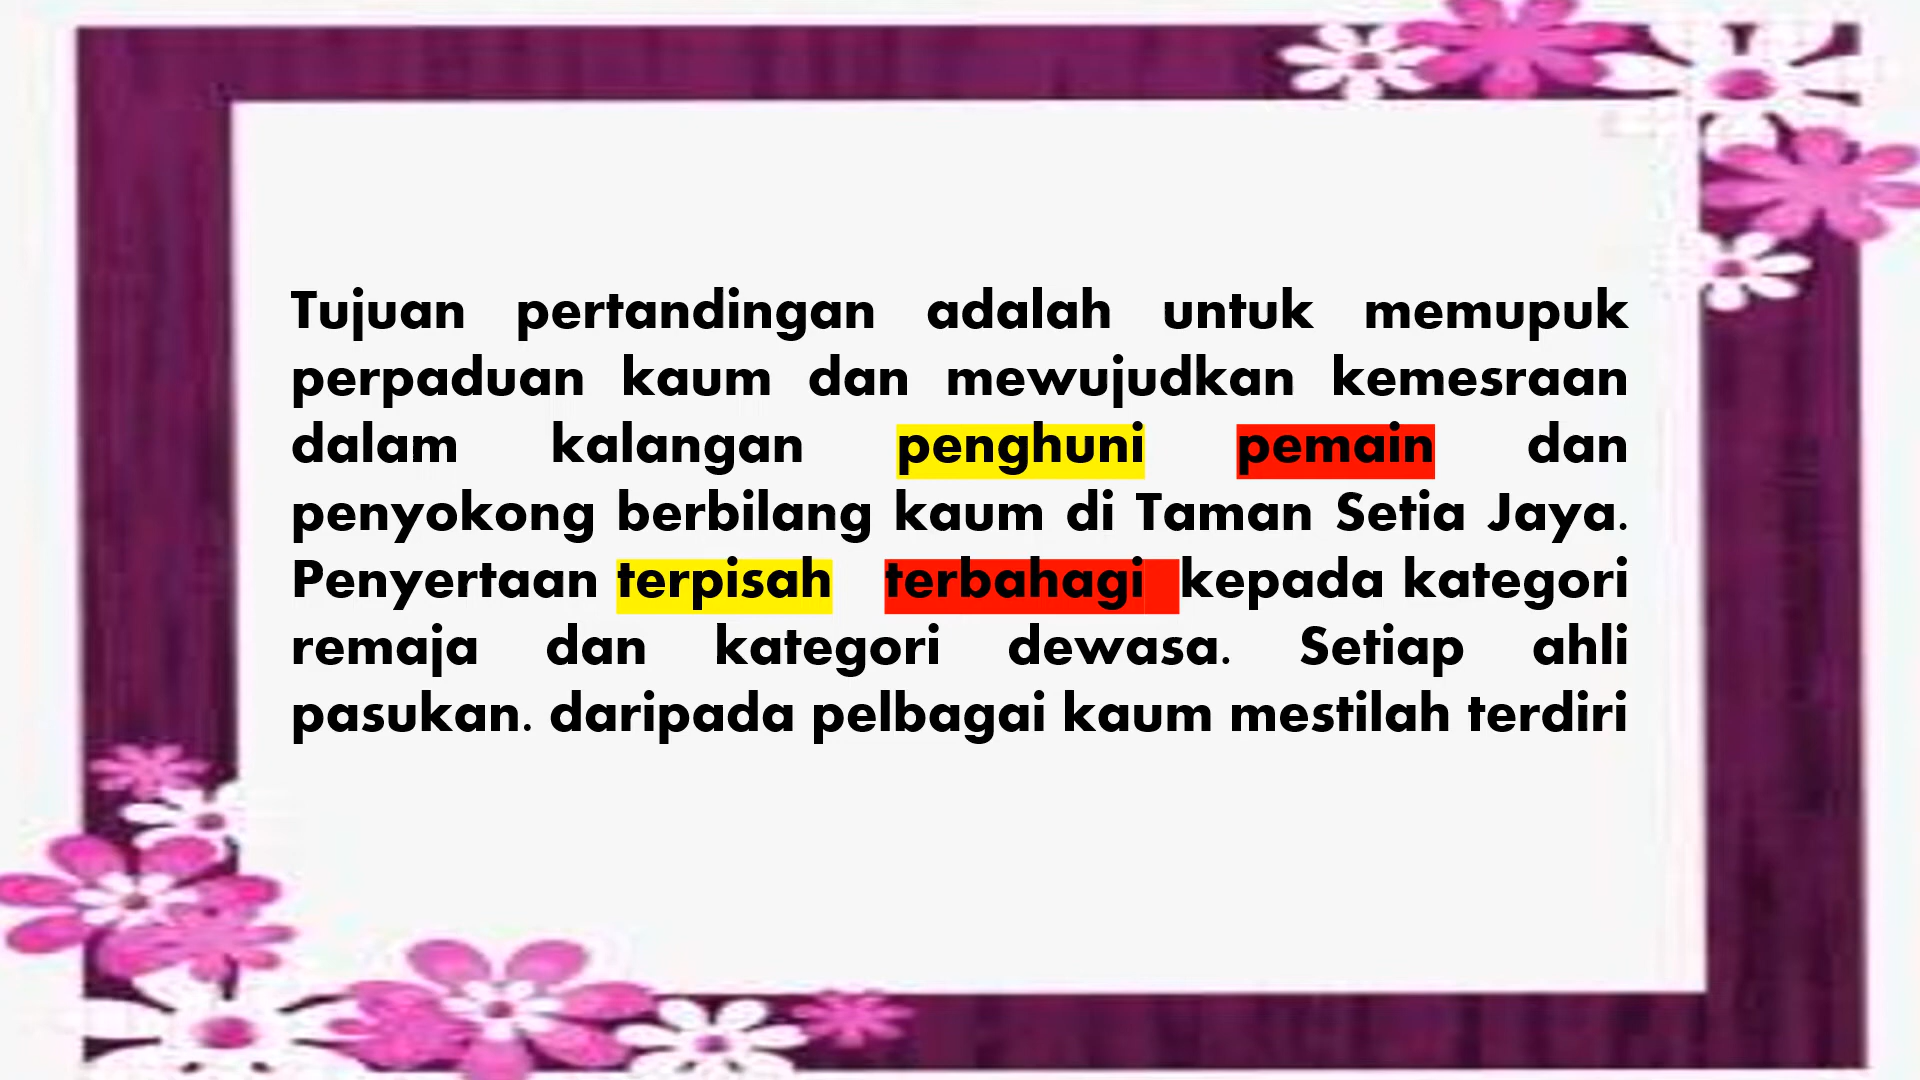 Tujuan pertandingan adalah untuk memupuk
perpaduan kaum dan mewujudkan kemesraan
dalam kalangan penghuni pemain dan
penyokong berbilang kaum di Taman Setia Jaya.
Penyertaan terpisah terbahagi kepada kategori
remaja dan kategori dewasa. Setiap ahli
pasukan. daripada pelbagai kaum mestilah terdiri